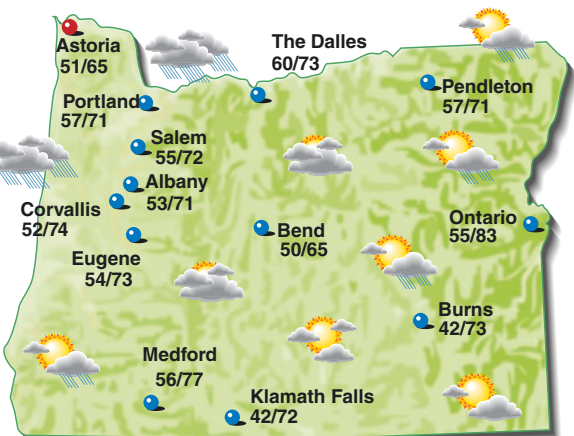 Astoria
51/65
The Dalles
60/73
Pendleton
57/71
Portland
57/71
Salem
55/72
Albany
53/71
Corvallis
52/74
Eugene
54/73
Bend
50/65
Ontario
55/83
Burns
42/73
Medford
56/77
Klamath Falls
42/72